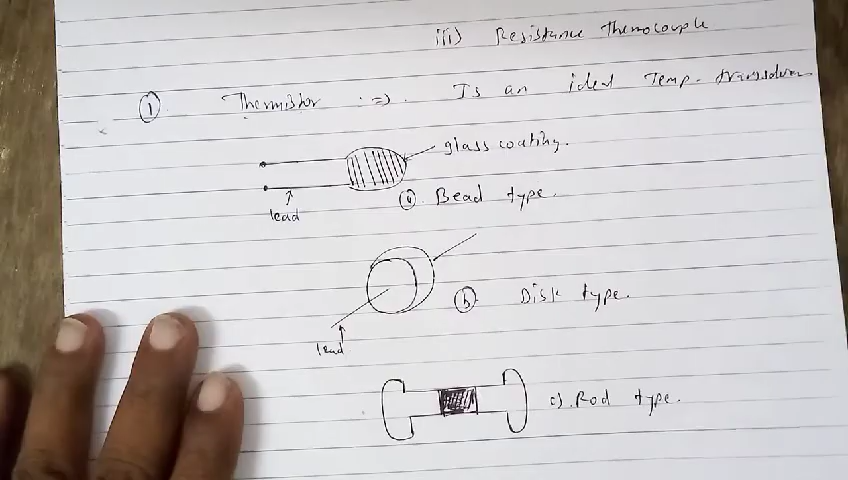 iii) Resistance Thermocouple
① Thermistor :=). Is an ideal Temp. transducer
glass coating.
lead
ⓐ. Bead type.
ⓑ. Disk type.
lead
c). Rod type.